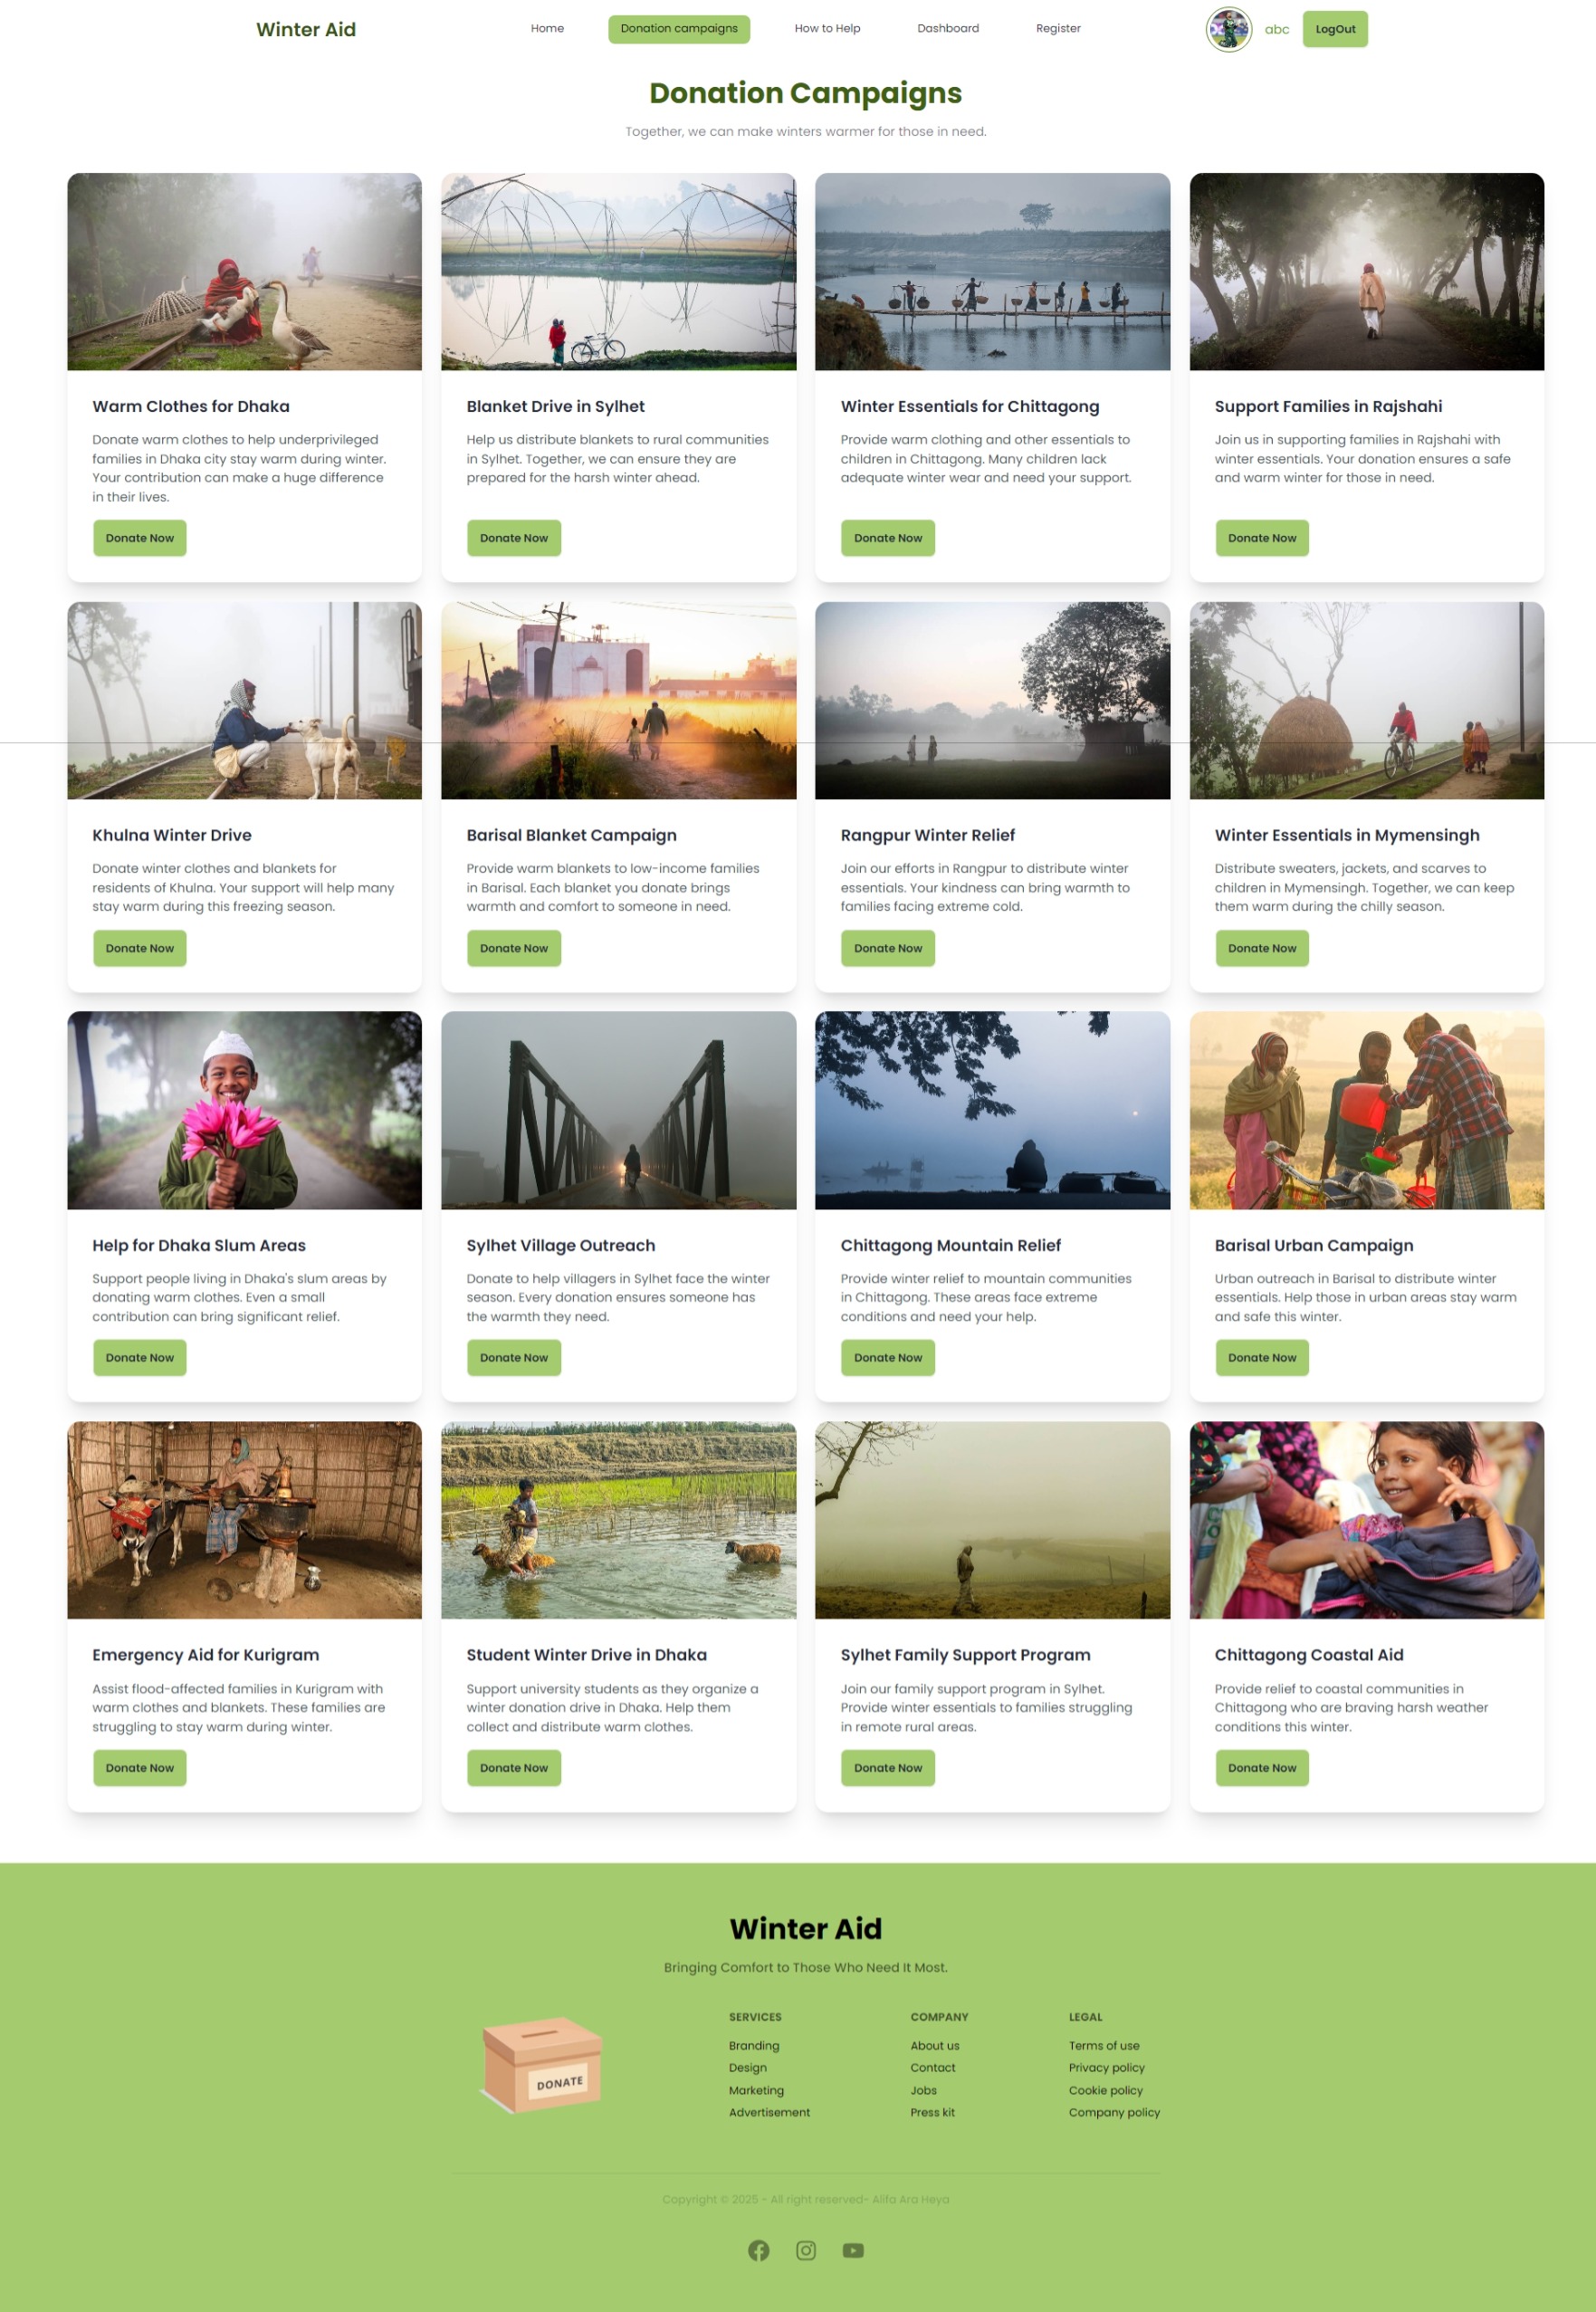 Winter Aid
Home
Donation campaigns
How to Help
Dashboard
Register
abc
LogOut
Donation Campaigns
Together, we can make winters warmer for those in need.
Warm Clothes for Dhaka
Donate warm clothes to help underprivileged
families in Dhaka city stay warm during winter.
Your contribution can make a huge difference
in their lives.
Donate Now
Blanket Drive in Sylhet
Help us distribute blankets to rural communities
in Sylhet. Together, we can ensure they are
prepared for the harsh winter ahead.
Donate Now
Winter Essentials for Chittagong
Provide warm clothing and other essentials to
children in Chittagong. Many children lack
adequate winter wear and need your support.
Donate Now
Support Families in Rajshahi
Join us in supporting families in Rajshahi with
winter essentials. Your donation ensures a safe
and warm winter for those in need.
Donate Now
Khulna Winter Drive
Donate winter clothes and blankets for
residents of Khulna. Your support will help many
stay warm during this freezing season.
Donate Now
Barisal Blanket Campaign
Provide warm blankets to low-income families
in Barisal. Each blanket you donate brings
warmth and comfort to someone in need.
Donate Now
Rangpur Winter Relief
Join our efforts in Rangpur to distribute winter
essentials. Your kindness can bring warmth to
families facing extreme cold.
Donate Now
Winter Essentials in Mymensingh
Distribute sweaters, jackets, and scarves to
children in Mymensingh. Together, we can keep
them warm during the chilly season.
Donate Now
Help for Dhaka Slum Areas
Support people living in Dhaka's slum areas by
donating warm clothes. Even a small
contribution can bring significant relief.
Donate Now
Sylhet Village Outreach
Donate to help villagers in Sylhet face the winter
season. Every donation ensures someone has
the warmth they need.
Donate Now
Chittagong Mountain Relief
Provide winter relief to mountain communities
in Chittagong. These areas face extreme
conditions and need your help.
Donate Now
Barisal Urban Campaign
Urban outreach in Barisal to distribute winter
essentials. Help those in urban areas stay warm
and safe this winter.
Donate Now
Emergency Aid for Kurigram
Assist flood-affected families in Kurigram with
warm clothes and blankets. These families are
struggling to stay warm during winter.
Donate Now
Student Winter Drive in Dhaka
Support university students as they organize a
winter donation drive in Dhaka. Help them
collect and distribute warm clothes.
Donate Now
Sylhet Family Support Program
Join our family support program in Sylhet.
Provide winter essentials to families struggling
in remote rural areas.
Donate Now
Chittagong Coastal Aid
Provide relief to coastal communities in
Chittagong who are braving harsh weather
conditions this winter.
Donate Now
Winter Aid
Bringing Comfort to Those Who Need It Most.
DONATE
SERVICES
Branding
Design
Marketing
Advertisement
COMPANY
About us
Contact
Jobs
Press kit
LEGAL
Terms of use
Privacy policy
Cookie policy
Company policy
Copyright © 2025 - All right reserved- Alifa Ara Heya